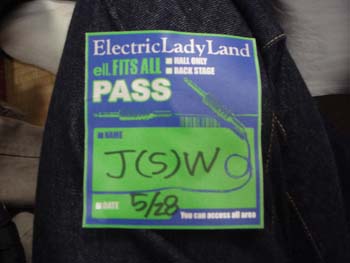 ElectricLadyLand
ell. FITS ALL ■ HALL ONLY
■ BACK STAGE
PASS
■ NAME
J(S)W
■ DATE 5/28 You can access all area